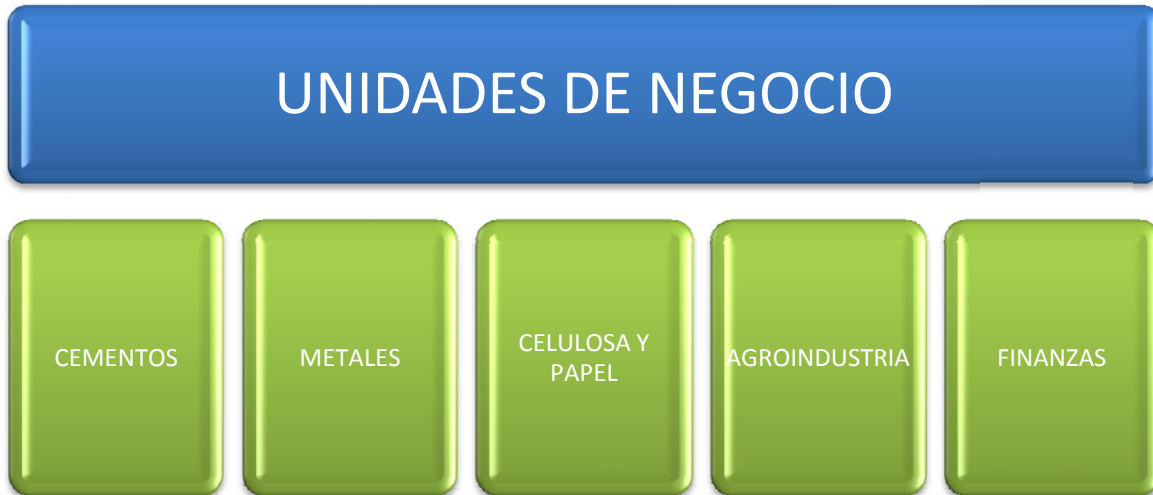 UNIDADES DE NEGOCIO
CEMENTOS
METALES
CELULOSA Y
PAPEL
AGROINDUSTRIA
FINANZAS